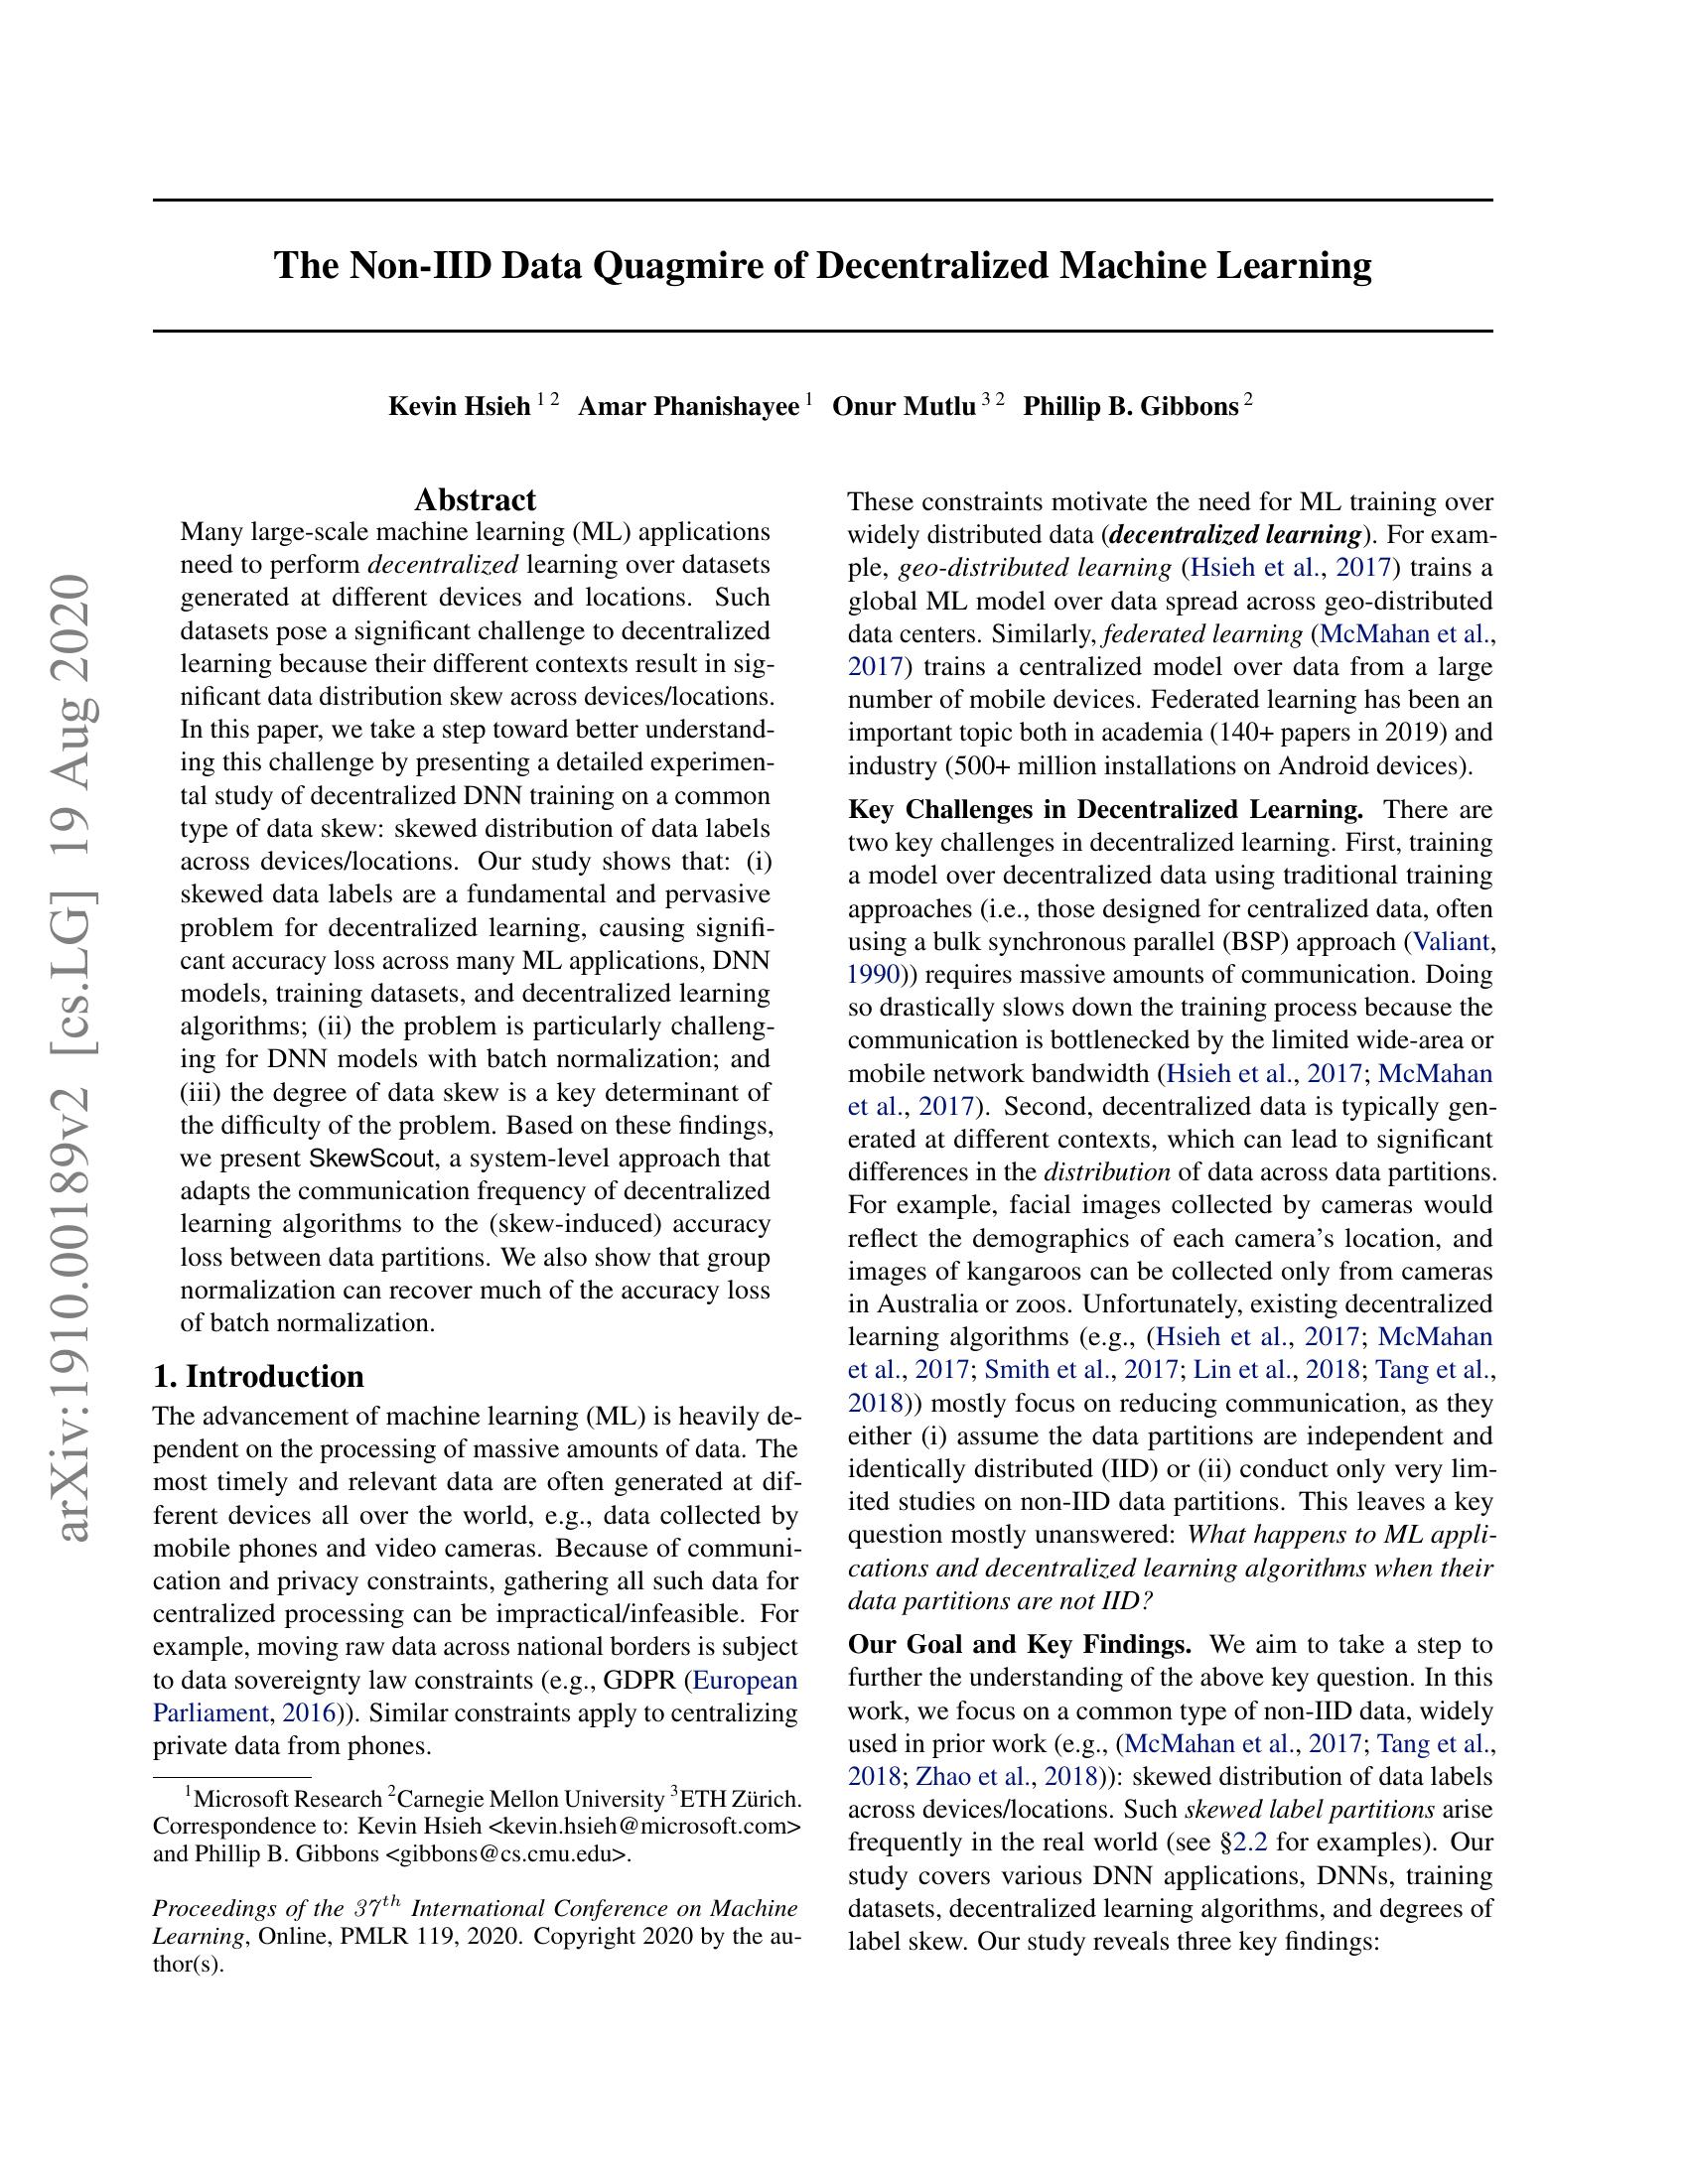 The Non-IID Data Quagmire of Decentralized Machine Learning
Kevin Hsieh 1 2 Amar Phanishayee 1 Onur Mutlu 3 2 Phillip B. Gibbons 2
Abstract
Many large-scale machine learning (ML) applications
need to perform decentralized learning over datasets
generated at different devices and locations. Such
datasets pose a significant challenge to decentralized
learning because their different contexts result in sig-
nificant data distribution skew across devices/locations.
In this paper, we take a step toward better understand-
ing this challenge by presenting a detailed experimen-
tal study of decentralized DNN training on a common
type of data skew: skewed distribution of data labels
across devices/locations. Our study shows that: (i)
skewed data labels are a fundamental and pervasive
problem for decentralized learning, causing signifi-
cant accuracy loss across many ML applications, DNN
models, training datasets, and decentralized learning
algorithms; (ii) the problem is particularly challeng-
ing for DNN models with batch normalization; and
(iii) the degree of data skew is a key determinant of
the difficulty of the problem. Based on these findings,
we present SkewScout, a system-level approach that
adapts the communication frequency of decentralized
learning algorithms to the (skew-induced) accuracy
loss between data partitions. We also show that group
normalization can recover much of the accuracy loss
of batch normalization.
1. Introduction
The advancement of machine learning (ML) is heavily de-
pendent on the processing of massive amounts of data. The
most timely and relevant data are often generated at dif-
ferent devices all over the world, e.g., data collected by
mobile phones and video cameras. Because of communi-
cation and privacy constraints, gathering all such data for
centralized processing can be impractical/infeasible. For
example, moving raw data across national borders is subject
to data sovereignty law constraints (e.g., GDPR (European
Parliament, 2016)). Similar constraints apply to centralizing
private data from phones.
1Microsoft Research 2Carnegie Mellon University 3ETH Zürich.
Correspondence to: Kevin Hsieh <kevin.hsieh@microsoft.com>
and Phillip B. Gibbons <gibbons@cs.cmu.edu>.
Proceedings of the 37th International Conference on Machine
Learning, Online, PMLR 119, 2020. Copyright 2020 by the au-
thor(s).
These constraints motivate the need for ML training over
widely distributed data (decentralized learning). For exam-
ple, geo-distributed learning (Hsieh et al., 2017) trains a
global ML model over data spread across geo-distributed
data centers. Similarly, federated learning (McMahan et al.,
2017) trains a centralized model over data from a large
number of mobile devices. Federated learning has been an
important topic both in academia (140+ papers in 2019) and
industry (500+ million installations on Android devices).
Key Challenges in Decentralized Learning. There are
two key challenges in decentralized learning. First, training
a model over decentralized data using traditional training
approaches (i.e., those designed for centralized data, often
using a bulk synchronous parallel (BSP) approach (Valiant,
1990)) requires massive amounts of communication. Doing
so drastically slows down the training process because the
communication is bottlenecked by the limited wide-area or
mobile network bandwidth (Hsieh et al., 2017; McMahan
et al., 2017). Second, decentralized data is typically gen-
erated at different contexts, which can lead to significant
differences in the distribution of data across data partitions.
For example, facial images collected by cameras would
reflect the demographics of each camera's location, and
images of kangaroos can be collected only from cameras
in Australia or zoos. Unfortunately, existing decentralized
learning algorithms (e.g., (Hsieh et al., 2017; McMahan
et al., 2017; Smith et al., 2017; Lin et al., 2018; Tang et al.,
2018)) mostly focus on reducing communication, as they
either (i) assume the data partitions are independent and
identically distributed (IID) or (ii) conduct only very lim-
ited studies on non-IID data partitions. This leaves a key
question mostly unanswered: What happens to ML appli-
cations and decentralized learning algorithms when their
data partitions are not IID?
Our Goal and Key Findings. We aim to take a step to
further the understanding of the above key question. In this
work, we focus on a common type of non-IID data, widely
used in prior work (e.g., (McMahan et al., 2017; Tang et al.,
2018; Zhao et al., 2018)): skewed distribution of data labels
across devices/locations. Such skewed label partitions arise
frequently in the real world (see §2.2 for examples). Our
study covers various DNN applications, DNNs, training
datasets, decentralized learning algorithms, and degrees of
label skew. Our study reveals three key findings:
arXiv:1910.00189v2 [cs.LG] 19 Aug 2020